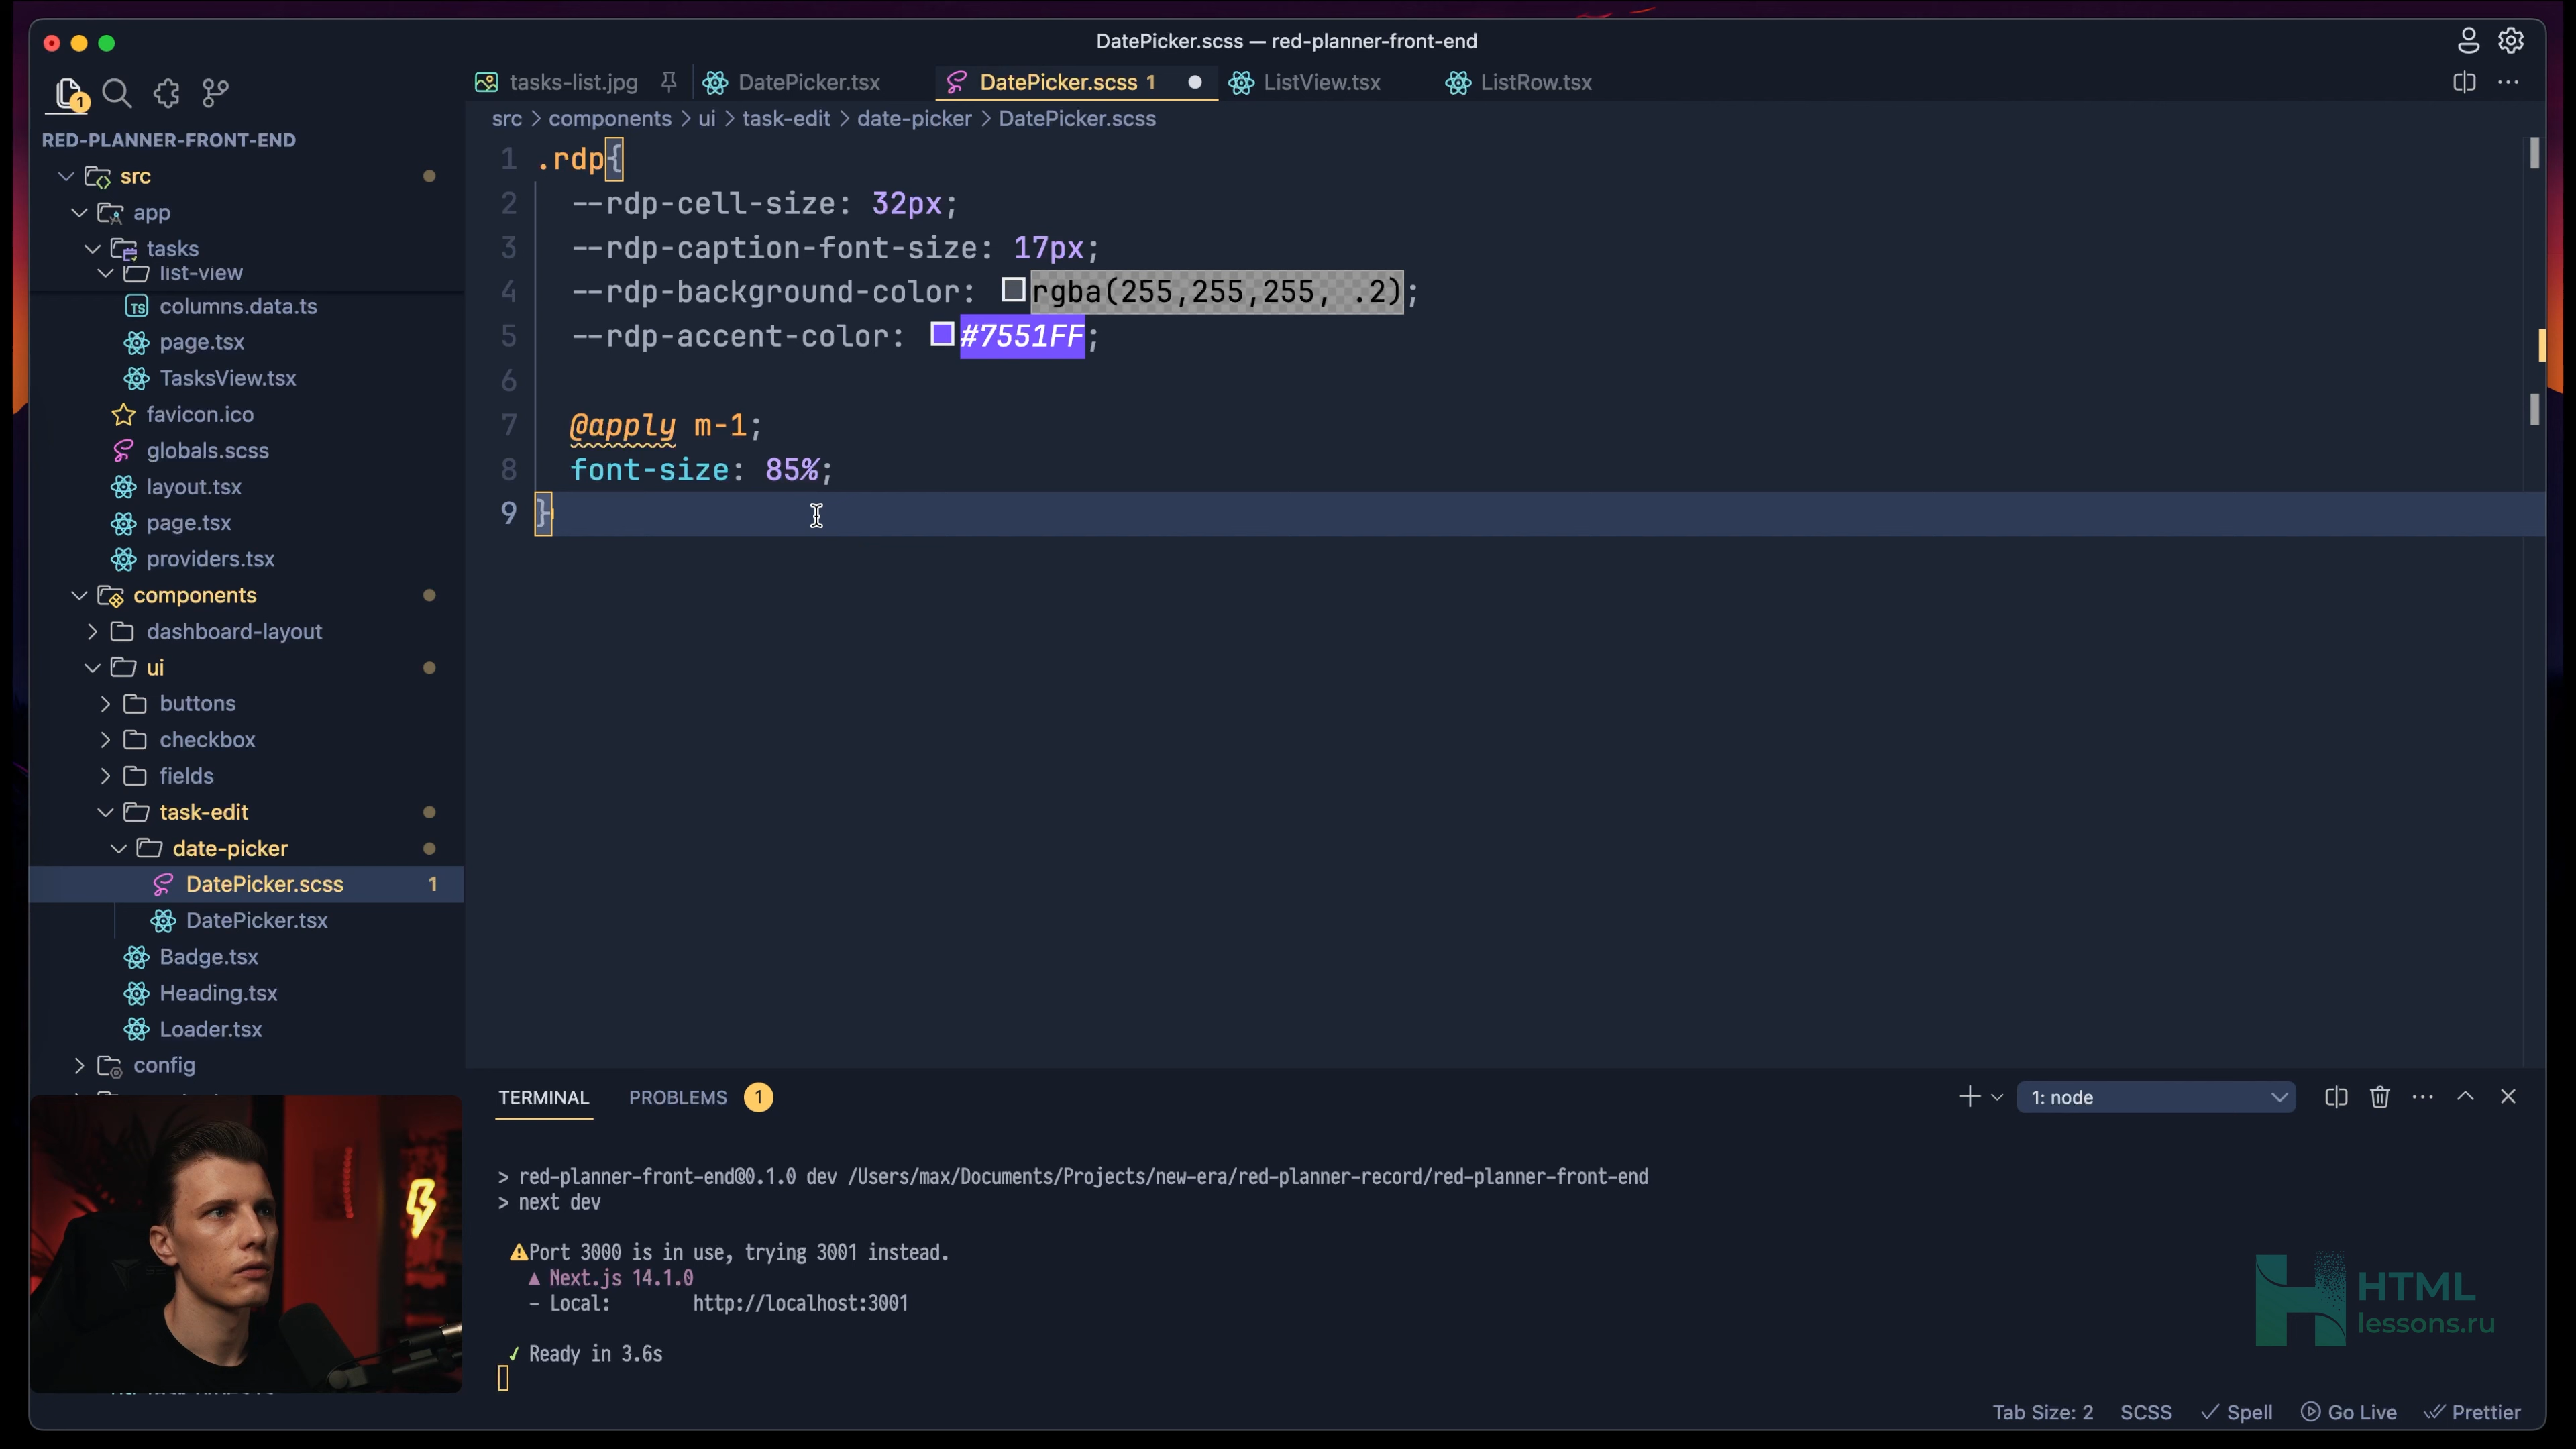 DatePicker.scss — red-planner-front-end
1
tasks-list.jpg
DatePicker.tsx
DatePicker.scss 1
ListView.tsx
ListRow.tsx
RED-PLANNER-FRONT-END
src > components > ui > task-edit > date-picker > DatePicker.scss
src
app
tasks
list-view
columns.data.ts
page.tsx
TasksView.tsx
favicon.ico
globals.scss
layout.tsx
page.tsx
providers.tsx
components
dashboard-layout
ui
buttons
checkbox
fields
task-edit
date-picker
DatePicker.scss 1
DatePicker.tsx
Badge.tsx
Heading.tsx
Loader.tsx
config
1 .rdp{
2 --rdp-cell-size: 32px;
3 --rdp-caption-font-size: 17px;
4 --rdp-background-color: rgba(255,255,255, .2);
5 --rdp-accent-color: #7551FF;
6
7 @apply m-1;
8 font-size: 85%;
9 }
TERMINAL PROBLEMS 1
1: node
> red-planner-front-end@0.1.0 dev /Users/max/Documents/Projects/new-era/red-planner-record/red-planner-front-end
> next dev
⚠Port 3000 is in use, trying 3001 instead.
▲ Next.js 14.1.0
- Local: http://localhost:3001
✓ Ready in 3.6s
HTML
lessons.ru
Tab Size: 2 SCSS Spell Go Live Prettier